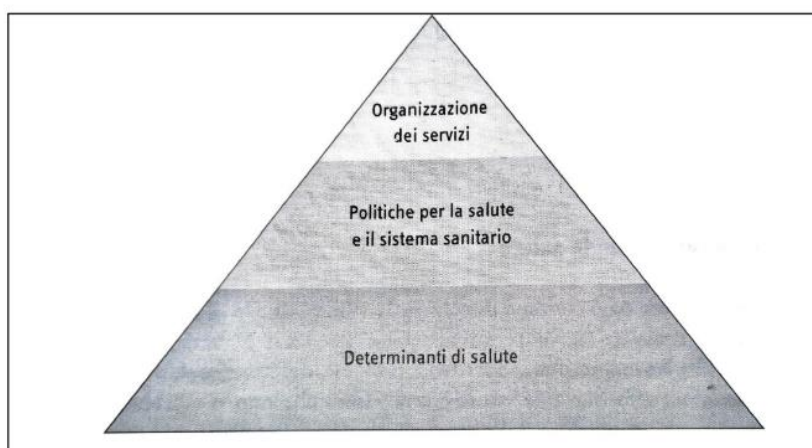 Organizzazione
dei servizi
Politiche per la salute
e il sistema sanitario
Determinanti di salute